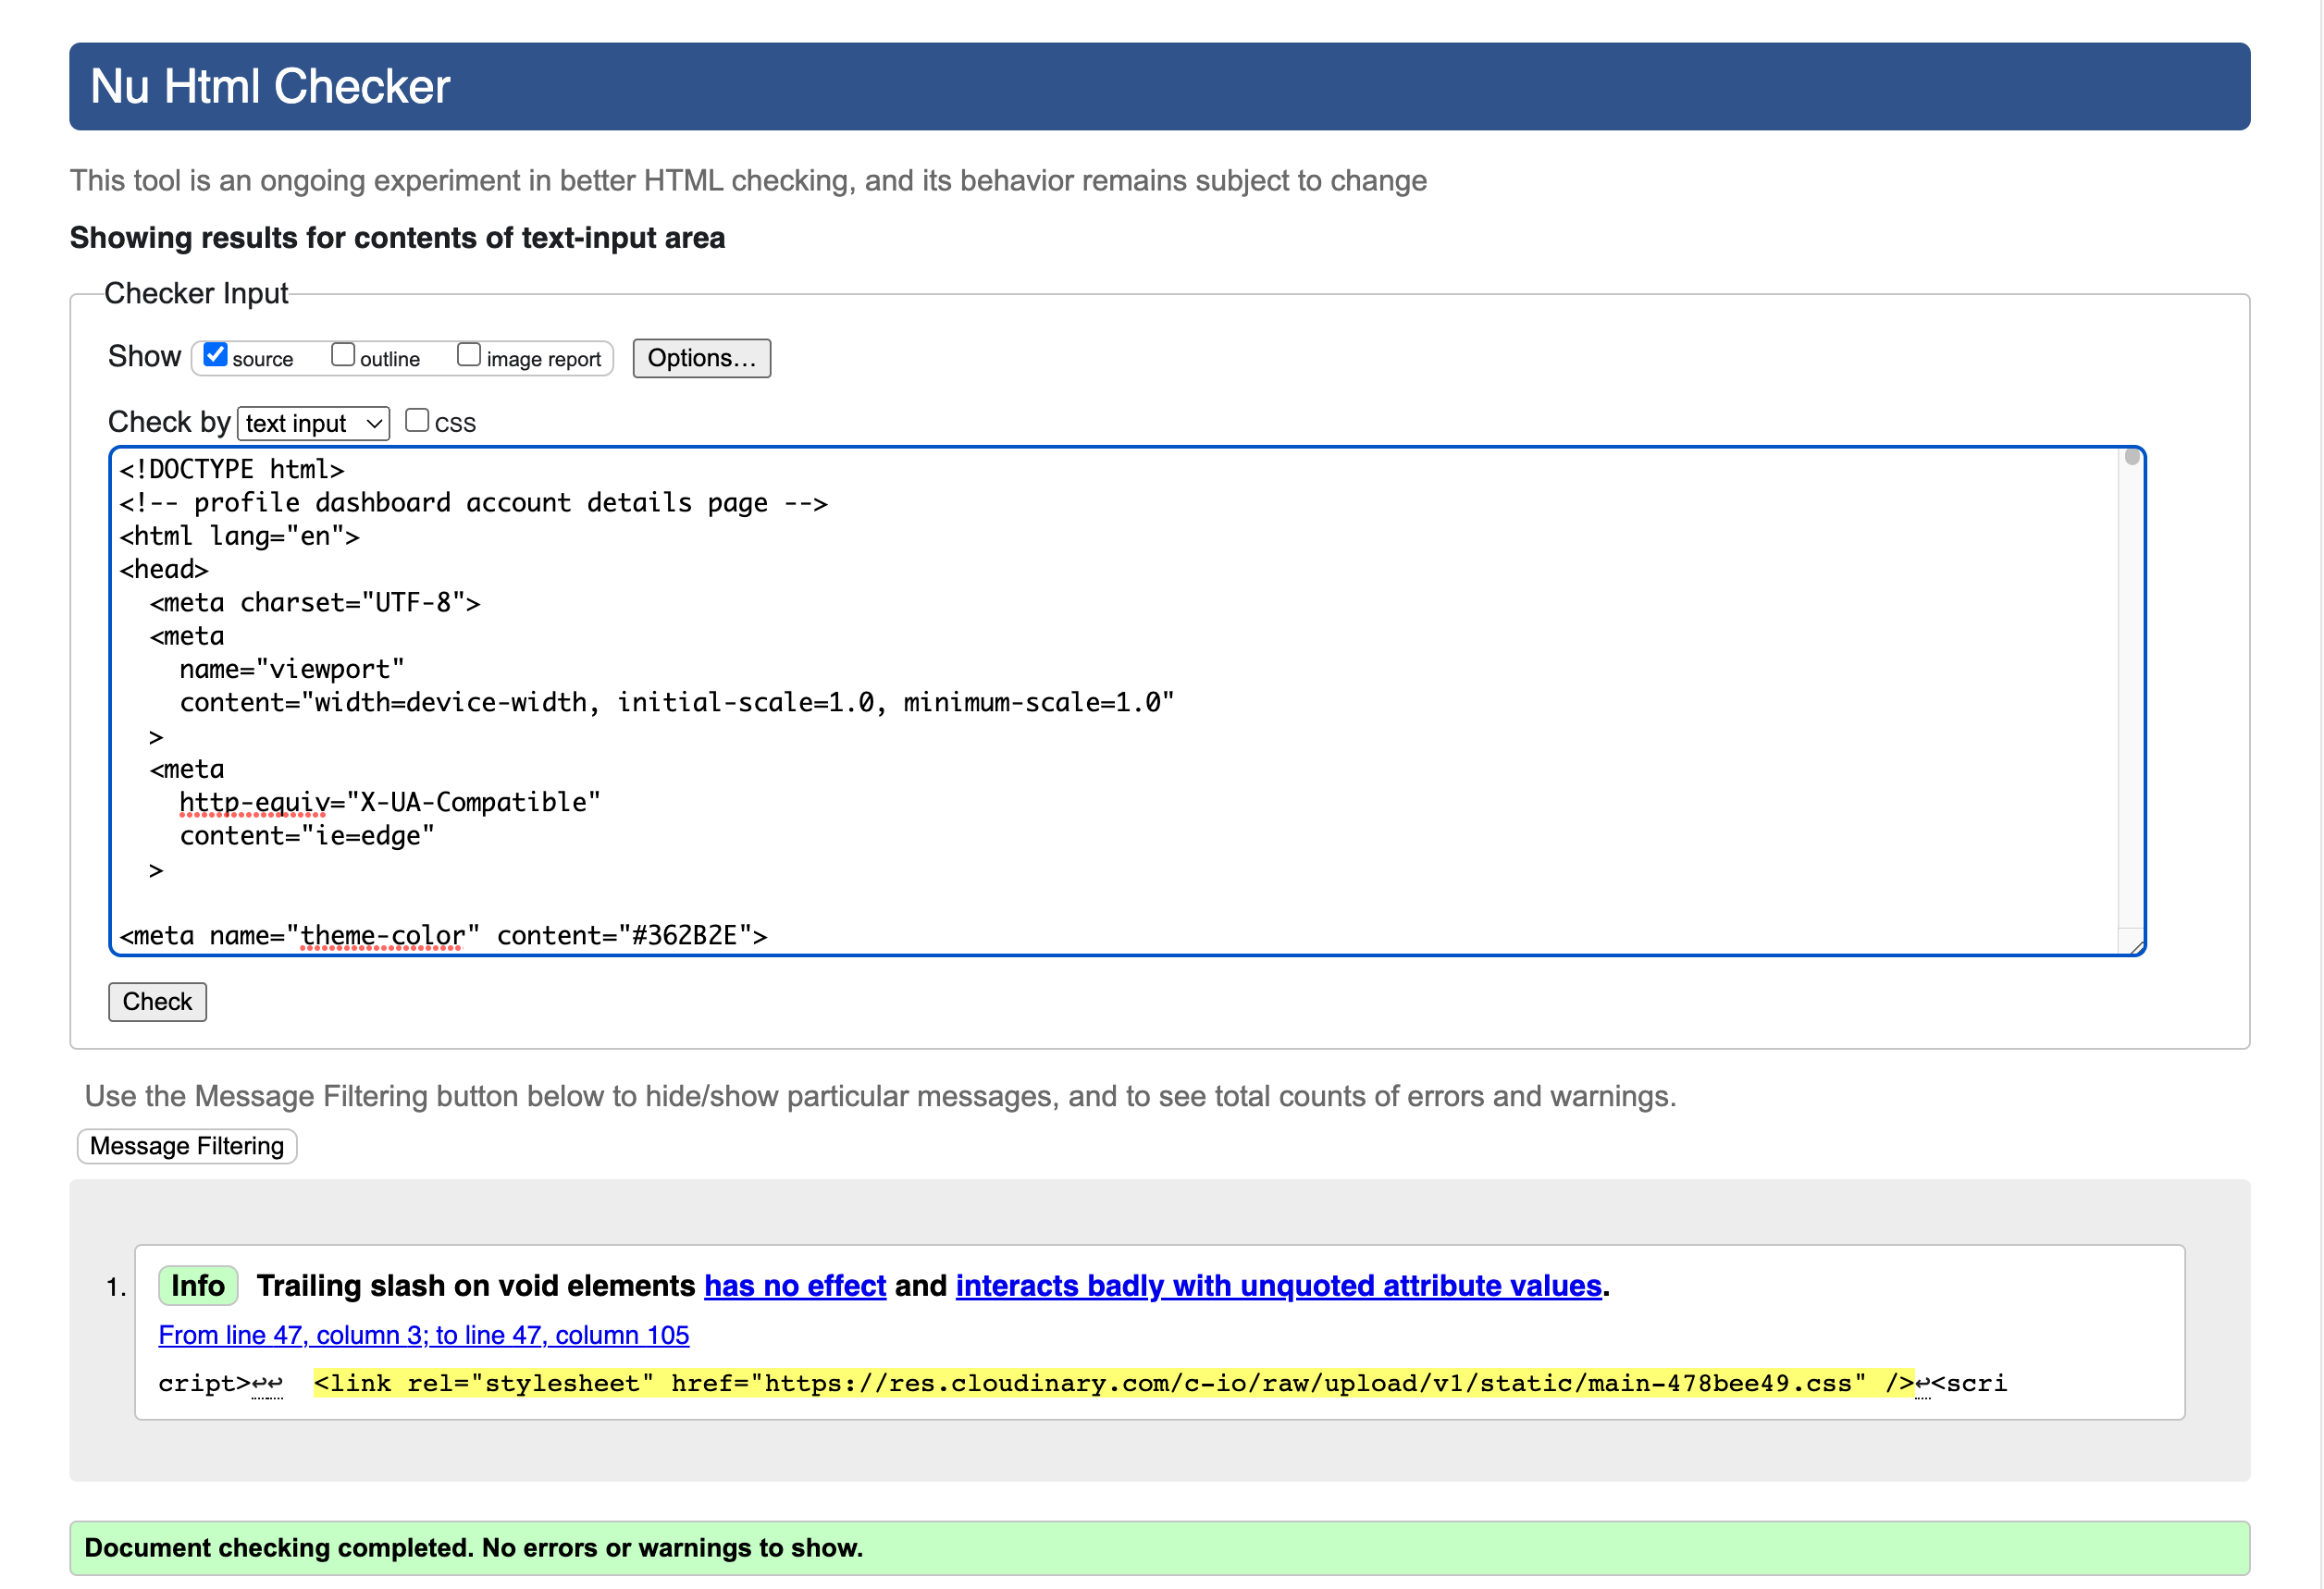 Nu Html Checker
This tool is an ongoing experiment in better HTML checking, and its behavior remains subject to change
Showing results for contents of text-input area
Checker Input
Show source outline image report Options...
Check by text input css
<!DOCTYPE html>
<!-- profile dashboard account details page -->
<html lang="en">
<head>
  <meta charset="UTF-8">
  <meta
    name="viewport"
    content="width=device-width, initial-scale=1.0, minimum-scale=1.0"
  >
  <meta
    http-equiv="X-UA-Compatible"
    content="ie=edge"
  >
<meta name="theme-color" content="#362B2E">
Check
Use the Message Filtering button below to hide/show particular messages, and to see total counts of errors and warnings.
Message Filtering
1. Info Trailing slash on void elements has no effect and interacts badly with unquoted attribute values.
From line 47, column 3; to line 47, column 105
cript>↩↩  <link rel="stylesheet" href="https://res.cloudinary.com/c-io/raw/upload/v1/static/main-478bee49.css" />↩<scri
Document checking completed. No errors or warnings to show.